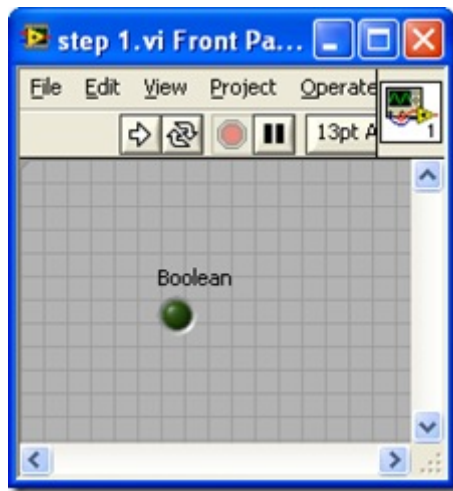 step 1.vi Front Pa...
File Edit View Project Operate
13pt A
1
Boolean